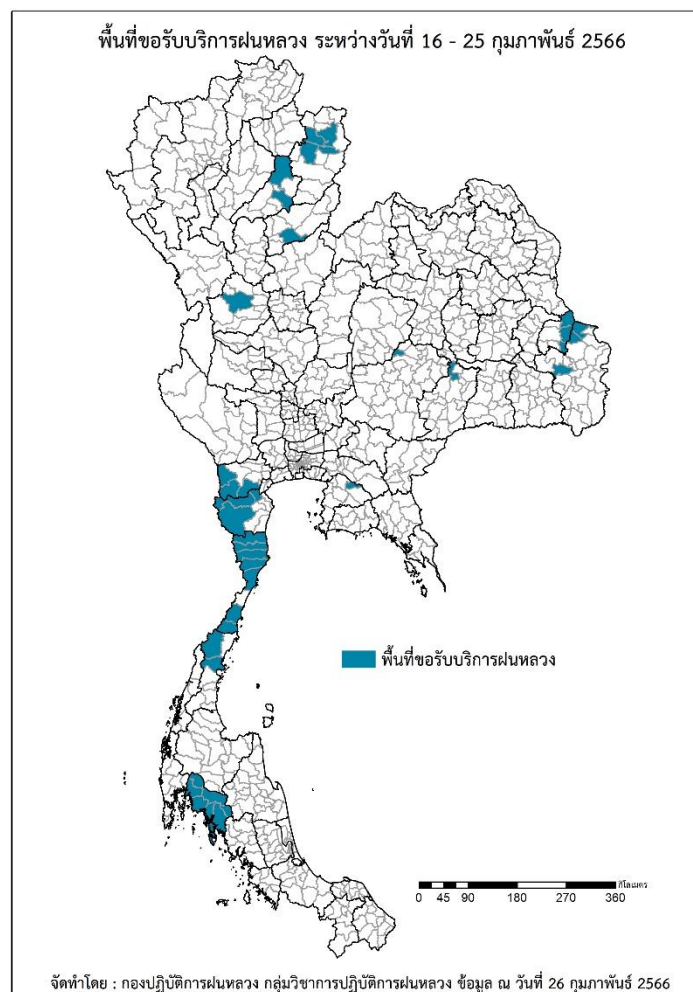 พื้นที่ขอรับบริการฝนหลวง ระหว่างวันที่ 16 - 25 กุมภาพันธ์ 2566
พื้นที่ขอรับบริการฝนหลวง
กิโลเมตร
0 45 90 180 270 360
จัดทำโดย : กองปฏิบัติการฝนหลวง กลุ่มวิชาการปฏิบัติการฝนหลวง ข้อมูล ณ วันที่ 26 กุมภาพันธ์ 2566